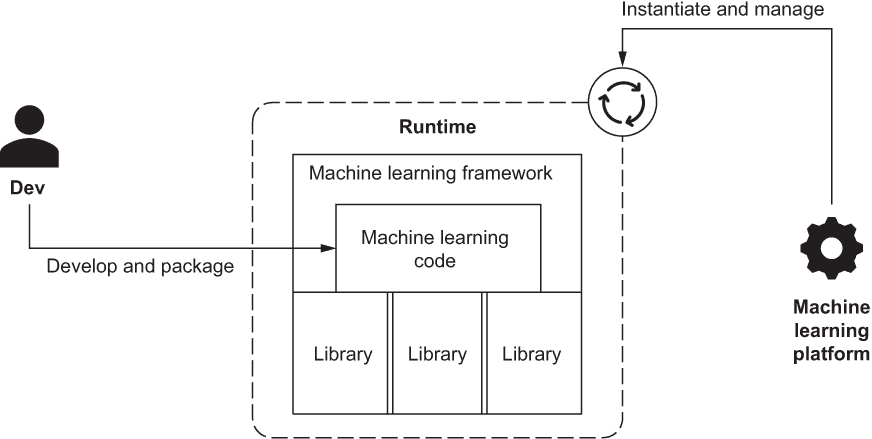 Instantiate and manage
Runtime
Machine learning framework
Dev
Machine learning
code
Develop and package
Machine
learning
platform
Library
Library
Library